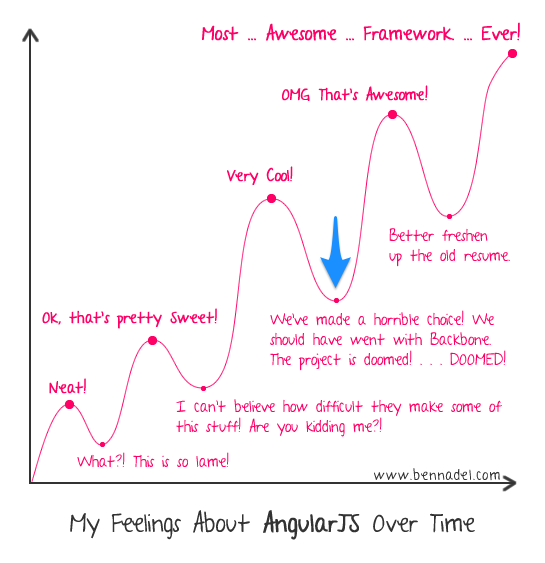 Most ... Awesome ... Framework ... Ever!
OMG That's Awesome!
Very Cool!
Better freshen
up the old resume.
Ok, that's pretty Sweet!
We've made a horrible choice! We
should have went with Backbone.
The project is doomed! . . . DOOMED!
Neat!
I can't believe how difficult they make some of
this stuff! Are you kidding me?!
What?! This is so lame!
www.bennadel.com
My Feelings About AngularJS Over Time